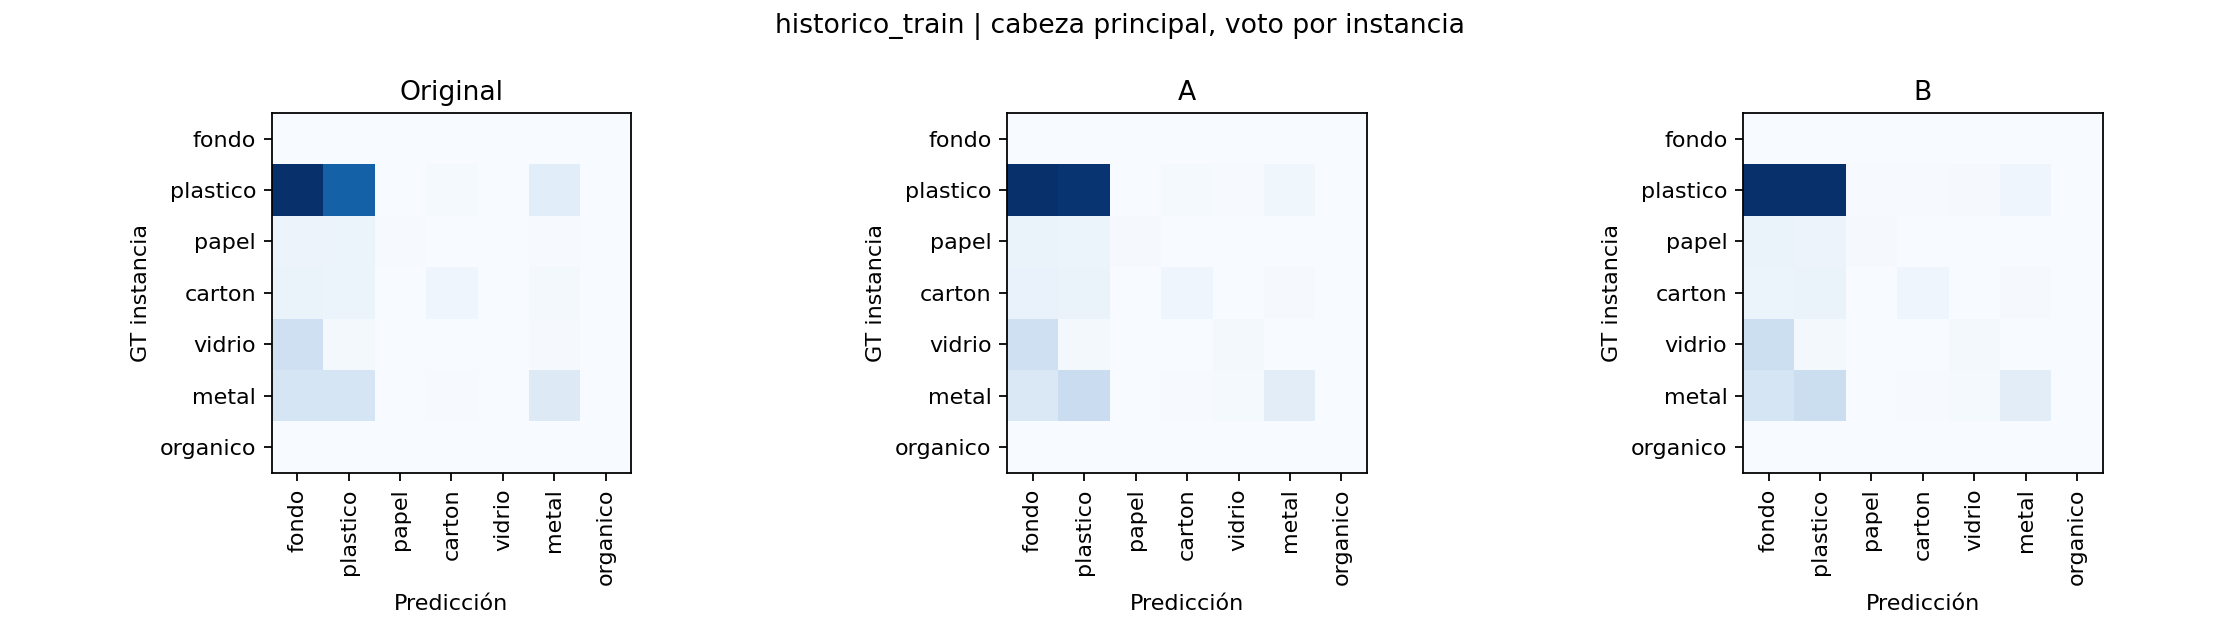 historico_train | cabeza principal, voto por instancia
Original
GT instancia
fondo
plastico
papel
carton
vidrio
metal
organico
fondo
plastico
papel
carton
vidrio
metal
organico
Predicción
A
GT instancia
fondo
plastico
papel
carton
vidrio
metal
organico
fondo
plastico
papel
carton
vidrio
metal
organico
Predicción
B
GT instancia
fondo
plastico
papel
carton
vidrio
metal
organico
fondo
plastico
papel
carton
vidrio
metal
organico
Predicción